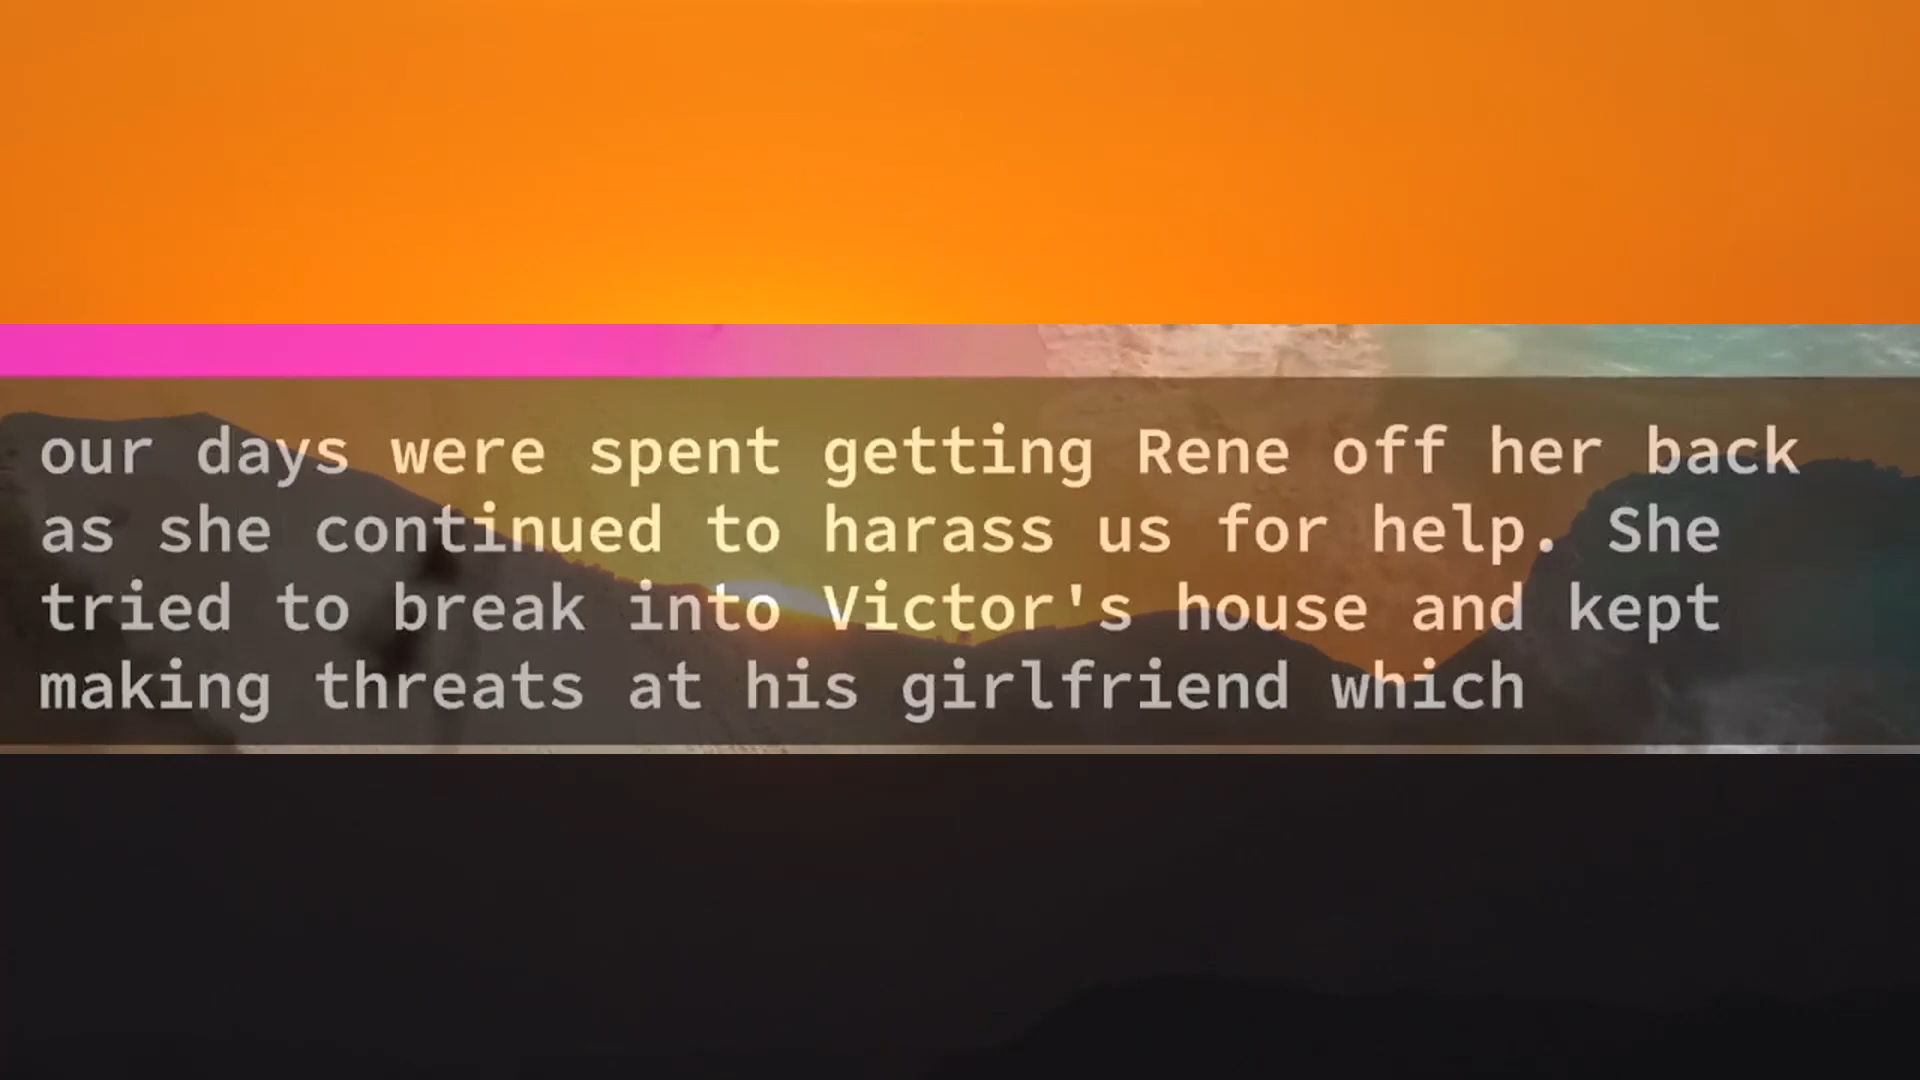 our days were spent getting Rene off her back
as she continued to harass us for help. She
tried to break into Victor's house and kept
making threats at his girlfriend which